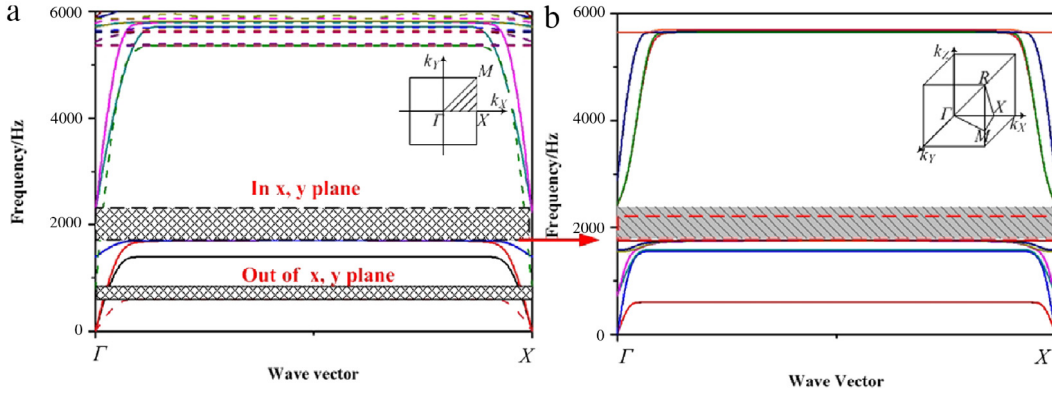 a
6000
4000
2000
0
Frequency/Hz
k_Y
M
Γ
k_X
X
In x, y plane
Out of x, y plane
Γ
X
Wave vector
b
6000
4000
2000
0
Frequency/Hz
k_Z
R
Γ
X
k_X
M
k_Y
Γ
X
Wave Vector